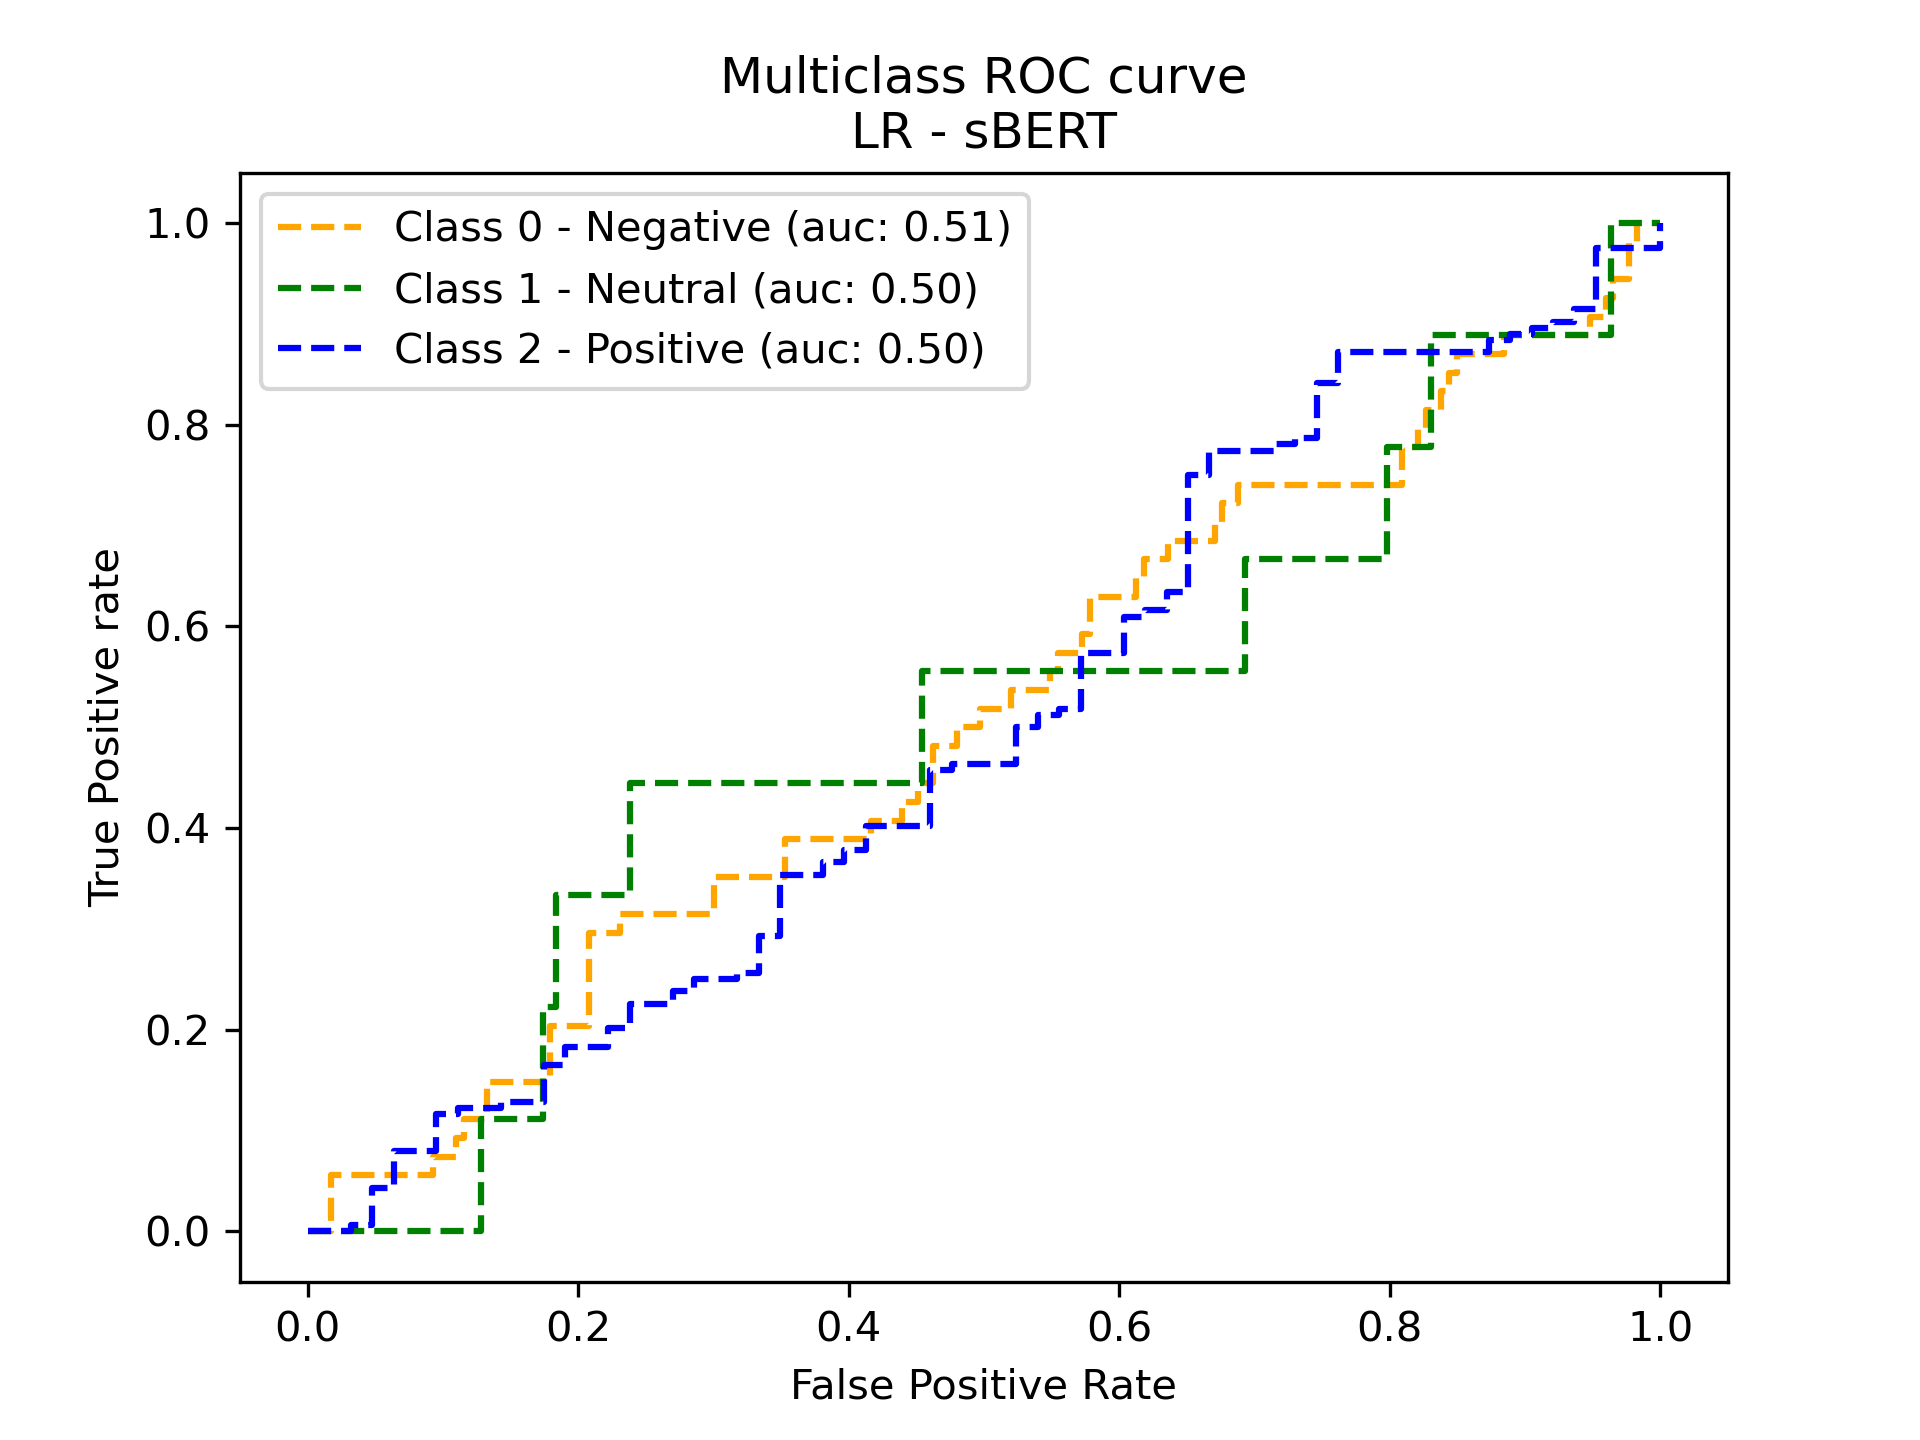 Multiclass ROC curve
LR - sBERT
Class 0 - Negative (auc: 0.51)
Class 1 - Neutral (auc: 0.50)
Class 2 - Positive (auc: 0.50)
True Positive rate
1.0
0.8
0.6
0.4
0.2
0.0
0.0 0.2 0.4 0.6 0.8 1.0
False Positive Rate